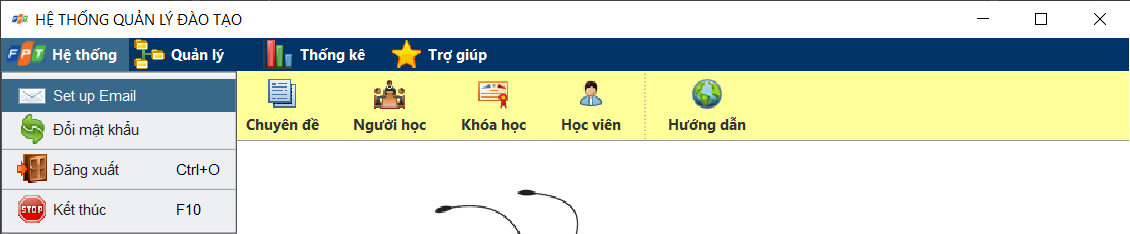 HỆ THỐNG QUẢN LÝ ĐÀO TẠO
FPT Hệ thống Quản lý Thống kê Trợ giúp
Set up Email
Đổi mật khẩu
Đăng xuất Ctrl+O
STOP Kết thúc F10
Chuyên đề Người học Khóa học Học viên Hướng dẫn